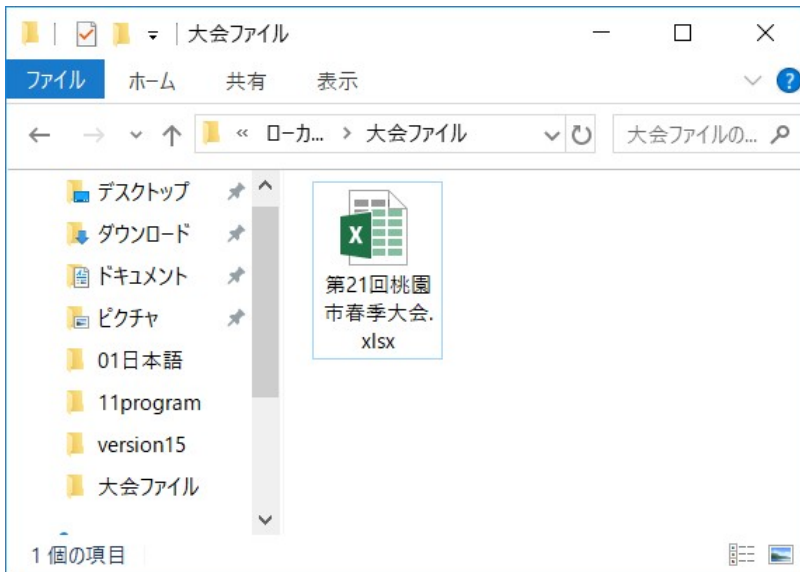 大会ファイル
ファイル ホーム 共有 表示 ?
« ローカ... > 大会ファイル 大会ファイルの...
デスクトップ
ダウンロード
ドキュメント
ピクチャ
01日本語
11program
version15
大会ファイル
X
第21回桃園
市春季大会.
xlsx
1 個の項目